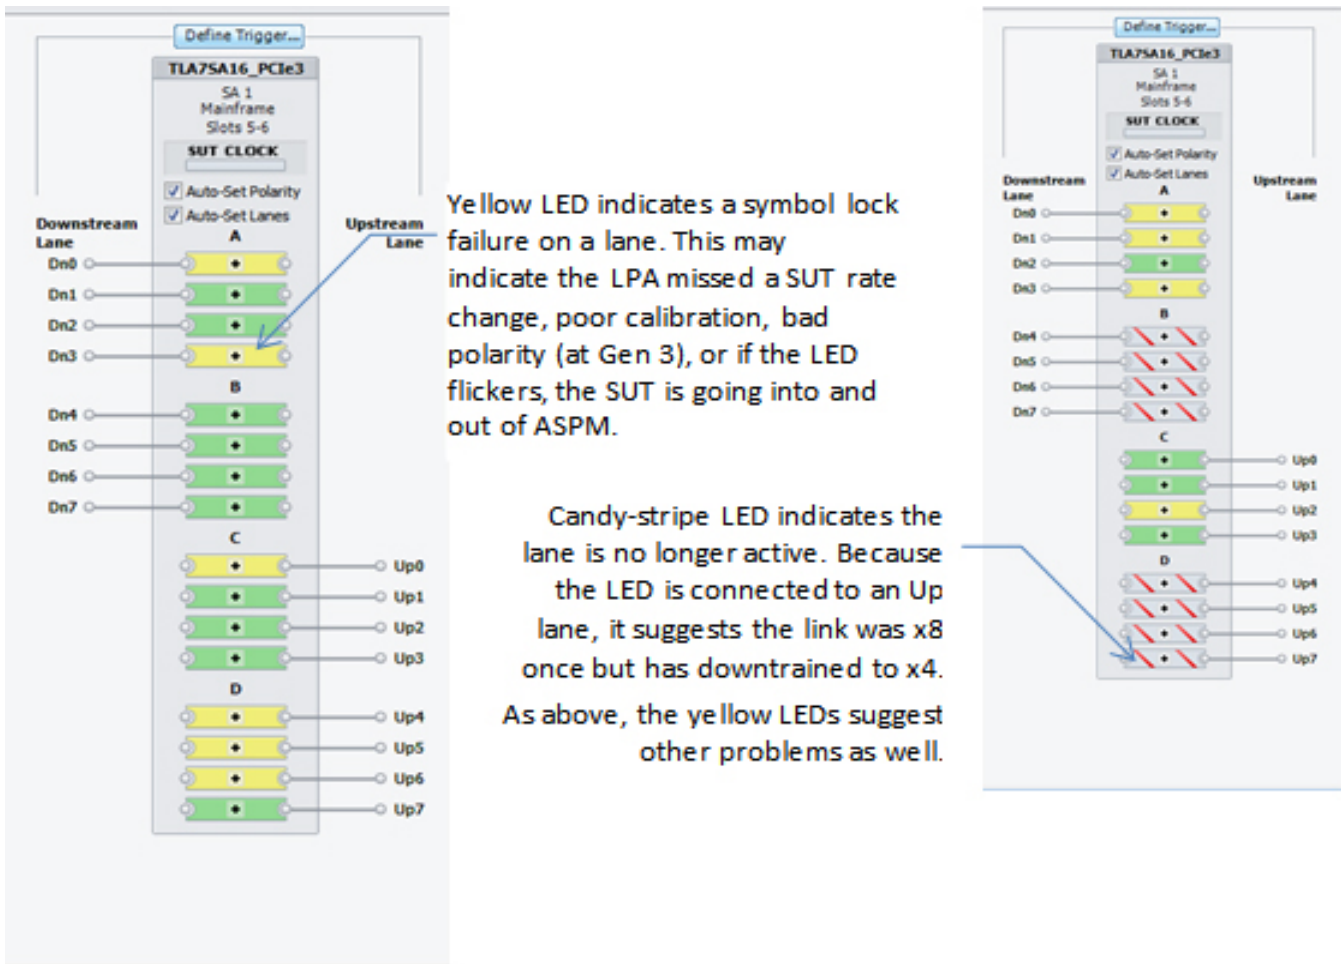 Define Trigger...
TLA7SA16_PCIe3
SA 1
Mainframe
Slots 5-6
SUT CLOCK
Auto-Set Polarity
Auto-Set Lanes
Downstream
Lane
Upstream
Lane
A
Dn0
Dn1
Dn2
Dn3
B
Dn4
Dn5
Dn6
Dn7
C
Up0
Up1
Up2
Up3
D
Up4
Up5
Up6
Up7
Yellow LED indicates a symbol lock
failure on a lane. This may
indicate the LPA missed a SUT rate
change, poor calibration, bad
polarity (at Gen 3), or if the LED
flickers, the SUT is going into and
out of ASPM.
Candy-stripe LED indicates the
lane is no longer active. Because
the LED is connected to an Up
lane, it suggests the link was x8
once but has downtrained to x4.
As above, the yellow LEDs suggest
other problems as well.
Define Trigger...
TLA7SA16_PCIe3
SA 1
Mainframe
Slots 5-6
SUT CLOCK
Auto-Set Polarity
Auto-Set Lanes
Downstream
Lane
Upstream
Lane
A
Dn0
Dn1
Dn2
Dn3
B
Dn4
Dn5
Dn6
Dn7
C
Up0
Up1
Up2
Up3
D
Up4
Up5
Up6
Up7